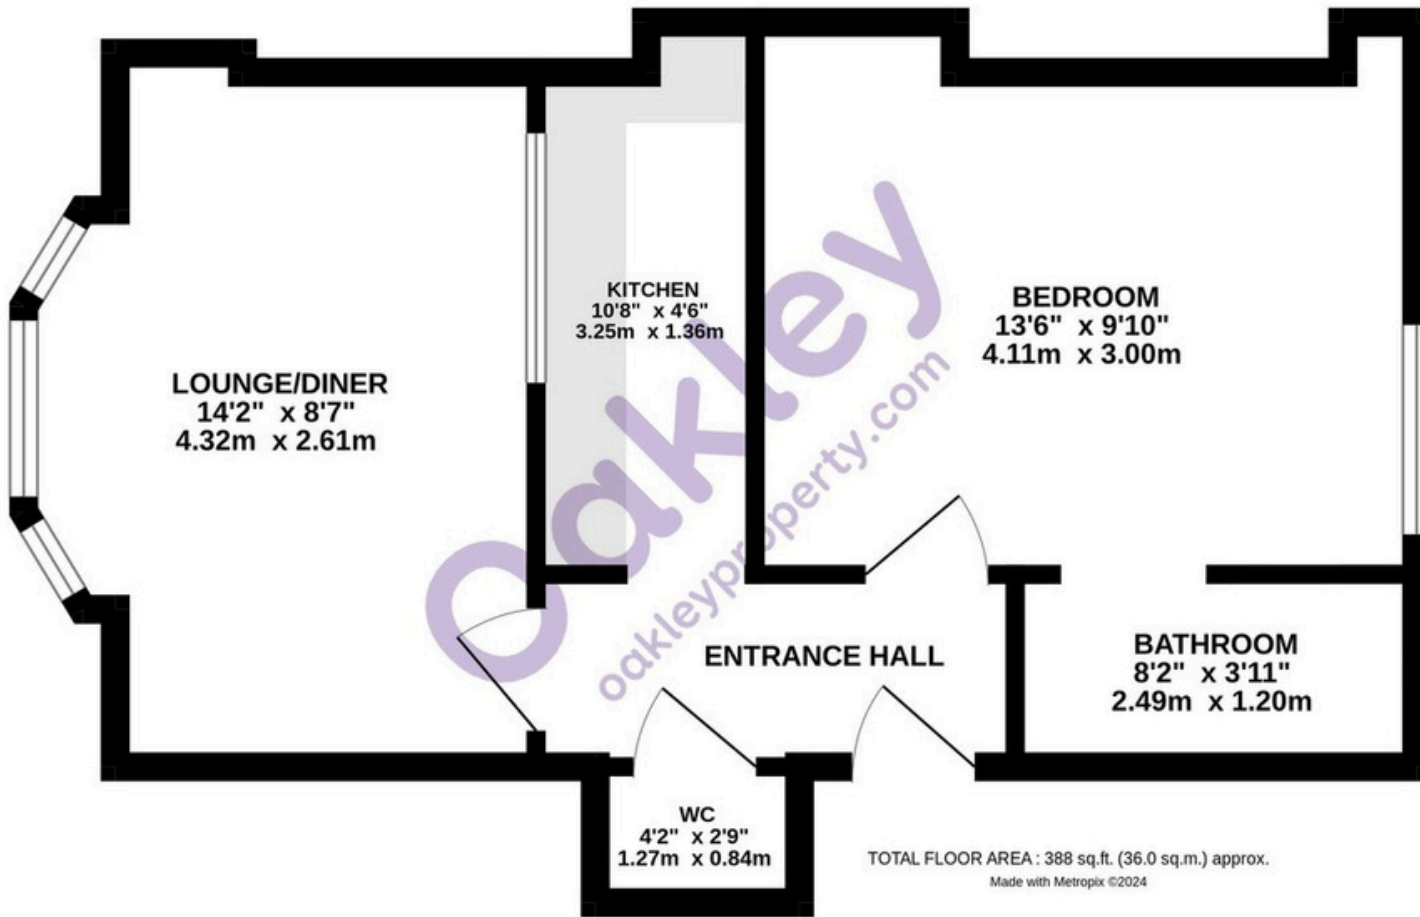 KITCHEN
10'8" x 4'6"
3.25m x 1.36m
BEDROOM
13'6" x 9'10"
4.11m x 3.00m
LOUNGE/DINER
14'2" x 8'7"
4.32m x 2.61m
Oakley
oakleyproperty.com
ENTRANCE HALL
BATHROOM
8'2" x 3'11"
2.49m x 1.20m
WC
4'2" x 2'9"
1.27m x 0.84m
TOTAL FLOOR AREA : 388 sq.ft. (36.0 sq.m.) approx.
Made with Metropix ©2024